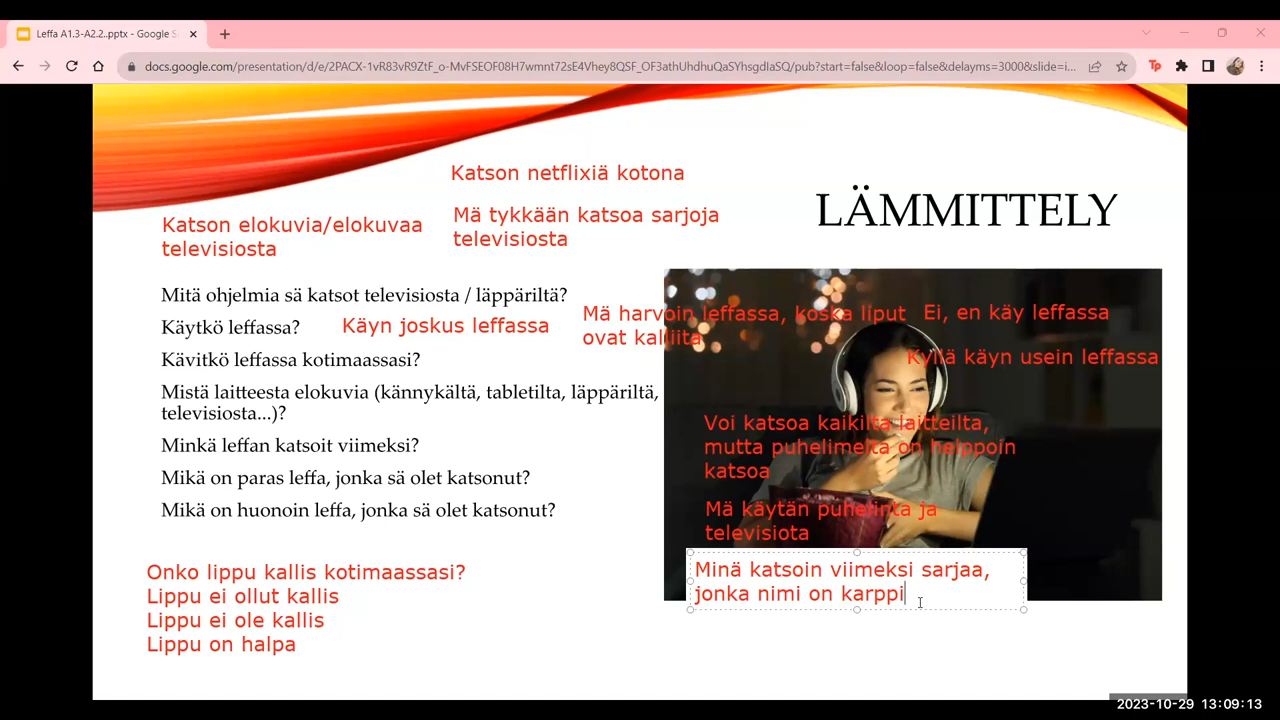 Leffa A1.3-A2.2..pptx - Google S
docs.google.com/presentation/d/e/2PACX-1vR83vR9ZtF_o-MvFSEOF08H7wmnt72sE4Vhey8QSF_OF3athUhdhuQaSYhsgdIaSQ/pub?start=false&loop=false&delayms=3000&slide=i...
Katson netflixiä kotona
LÄMMITTELY
Katson elokuvia/elokuvaa
televisiosta
Mä tykkään katsoa sarjoja
televisiosta
Mitä ohjelmia sä katsot televisiosta / läppäriltä?
Käytkö leffassa?
Käyn joskus leffassa
Mä harvoin leffassa, koska liput
ovat kalliita
Ei, en käy leffassa
Kyllä käyn usein leffassa
Kävitkö leffassa kotimaassasi?
Mistä laitteesta elokuvia (kännykältä, tabletilta, läppäriltä,
televisiosta...)?
Minkä leffan katsoit viimeksi?
Mikä on paras leffa, jonka sä olet katsonut?
Mikä on huonoin leffa, jonka sä olet katsonut?
Voi katsoa kaikilta laitteilta,
mutta puhelimelta on helppoin
katsoa
Mä käytän puhelinta ja
televisiota
Minä katsoin viimeksi sarjaa,
jonka nimi on karppi
Onko lippu kallis kotimaassasi?
Lippu ei ollut kallis
Lippu ei ole kallis
Lippu on halpa
2023-10-29 13:09:13